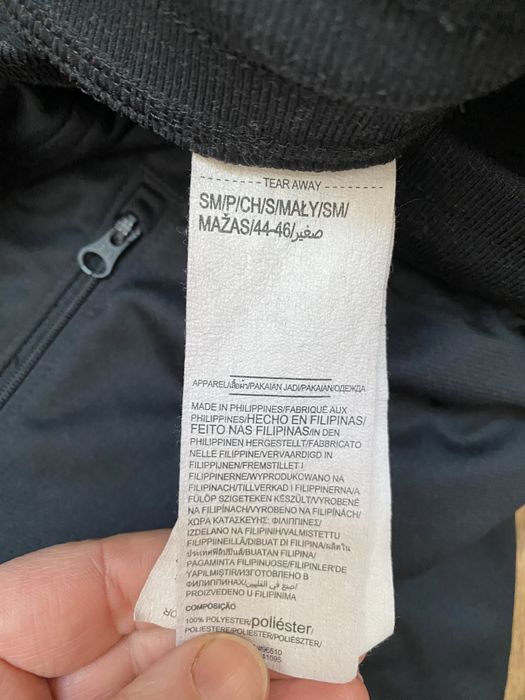 TEAR AWAY
SM/P/CH/S/MAŁY/SM/
MAŽAS/44-46/صغير
APPAREL/เสื้อผ้า/PAKAIAN JADI/PAKAIAN/ОДЕЖДА
MADE IN PHILIPPINES/FABRIQUÉ AUX
PHILIPPINES/HECHO EN FILIPINAS/
FEITO NAS FILIPINAS/IN DEN
PHILIPPINEN HERGESTELLT/FABBRICATO
NELLE FILIPPINE/VERVAARDIGD IN
FILIPPIJNEN/FREMSTILLET I
FILIPPINERNE/WYPRODUKOWANO NA
FILIPINACH/TILLVERKAD I FILIPPINERNA/A
FÜLÖP SZIGETEKEN KÉSZÜLT/VYROBENÉ
NA FILIPÍNACH/VYROBENO NA FILIPÍNÁCH/
ΧΩΡΑ ΚΑΤΑΣΚΕΥΗΣ: ΦΙΛΙΠΠΙΝΕΣ/
IZDELANO NA FILIPINIH/VALMISTETTU
FILIPPIINEILLÄ/DIBUAT DI FILIPINA/ผลิตใน
ประเทศฟิลิปปินส์/BUATAN FILIPINA/
PAGAMINTA FILIPINUOSE/FILIPINLER'DE
YAPILMIŞTIR/ИЗГОТОВЛЕНО В
ФИЛИППИНАХ/صنع في الفلبين/
PROIZVEDENO U FILIPINIMA
COMPOSIÇÃO
100% POLYESTER/poliéster/
POLIESTERE/POLYESTER/POLIÉSZTER/